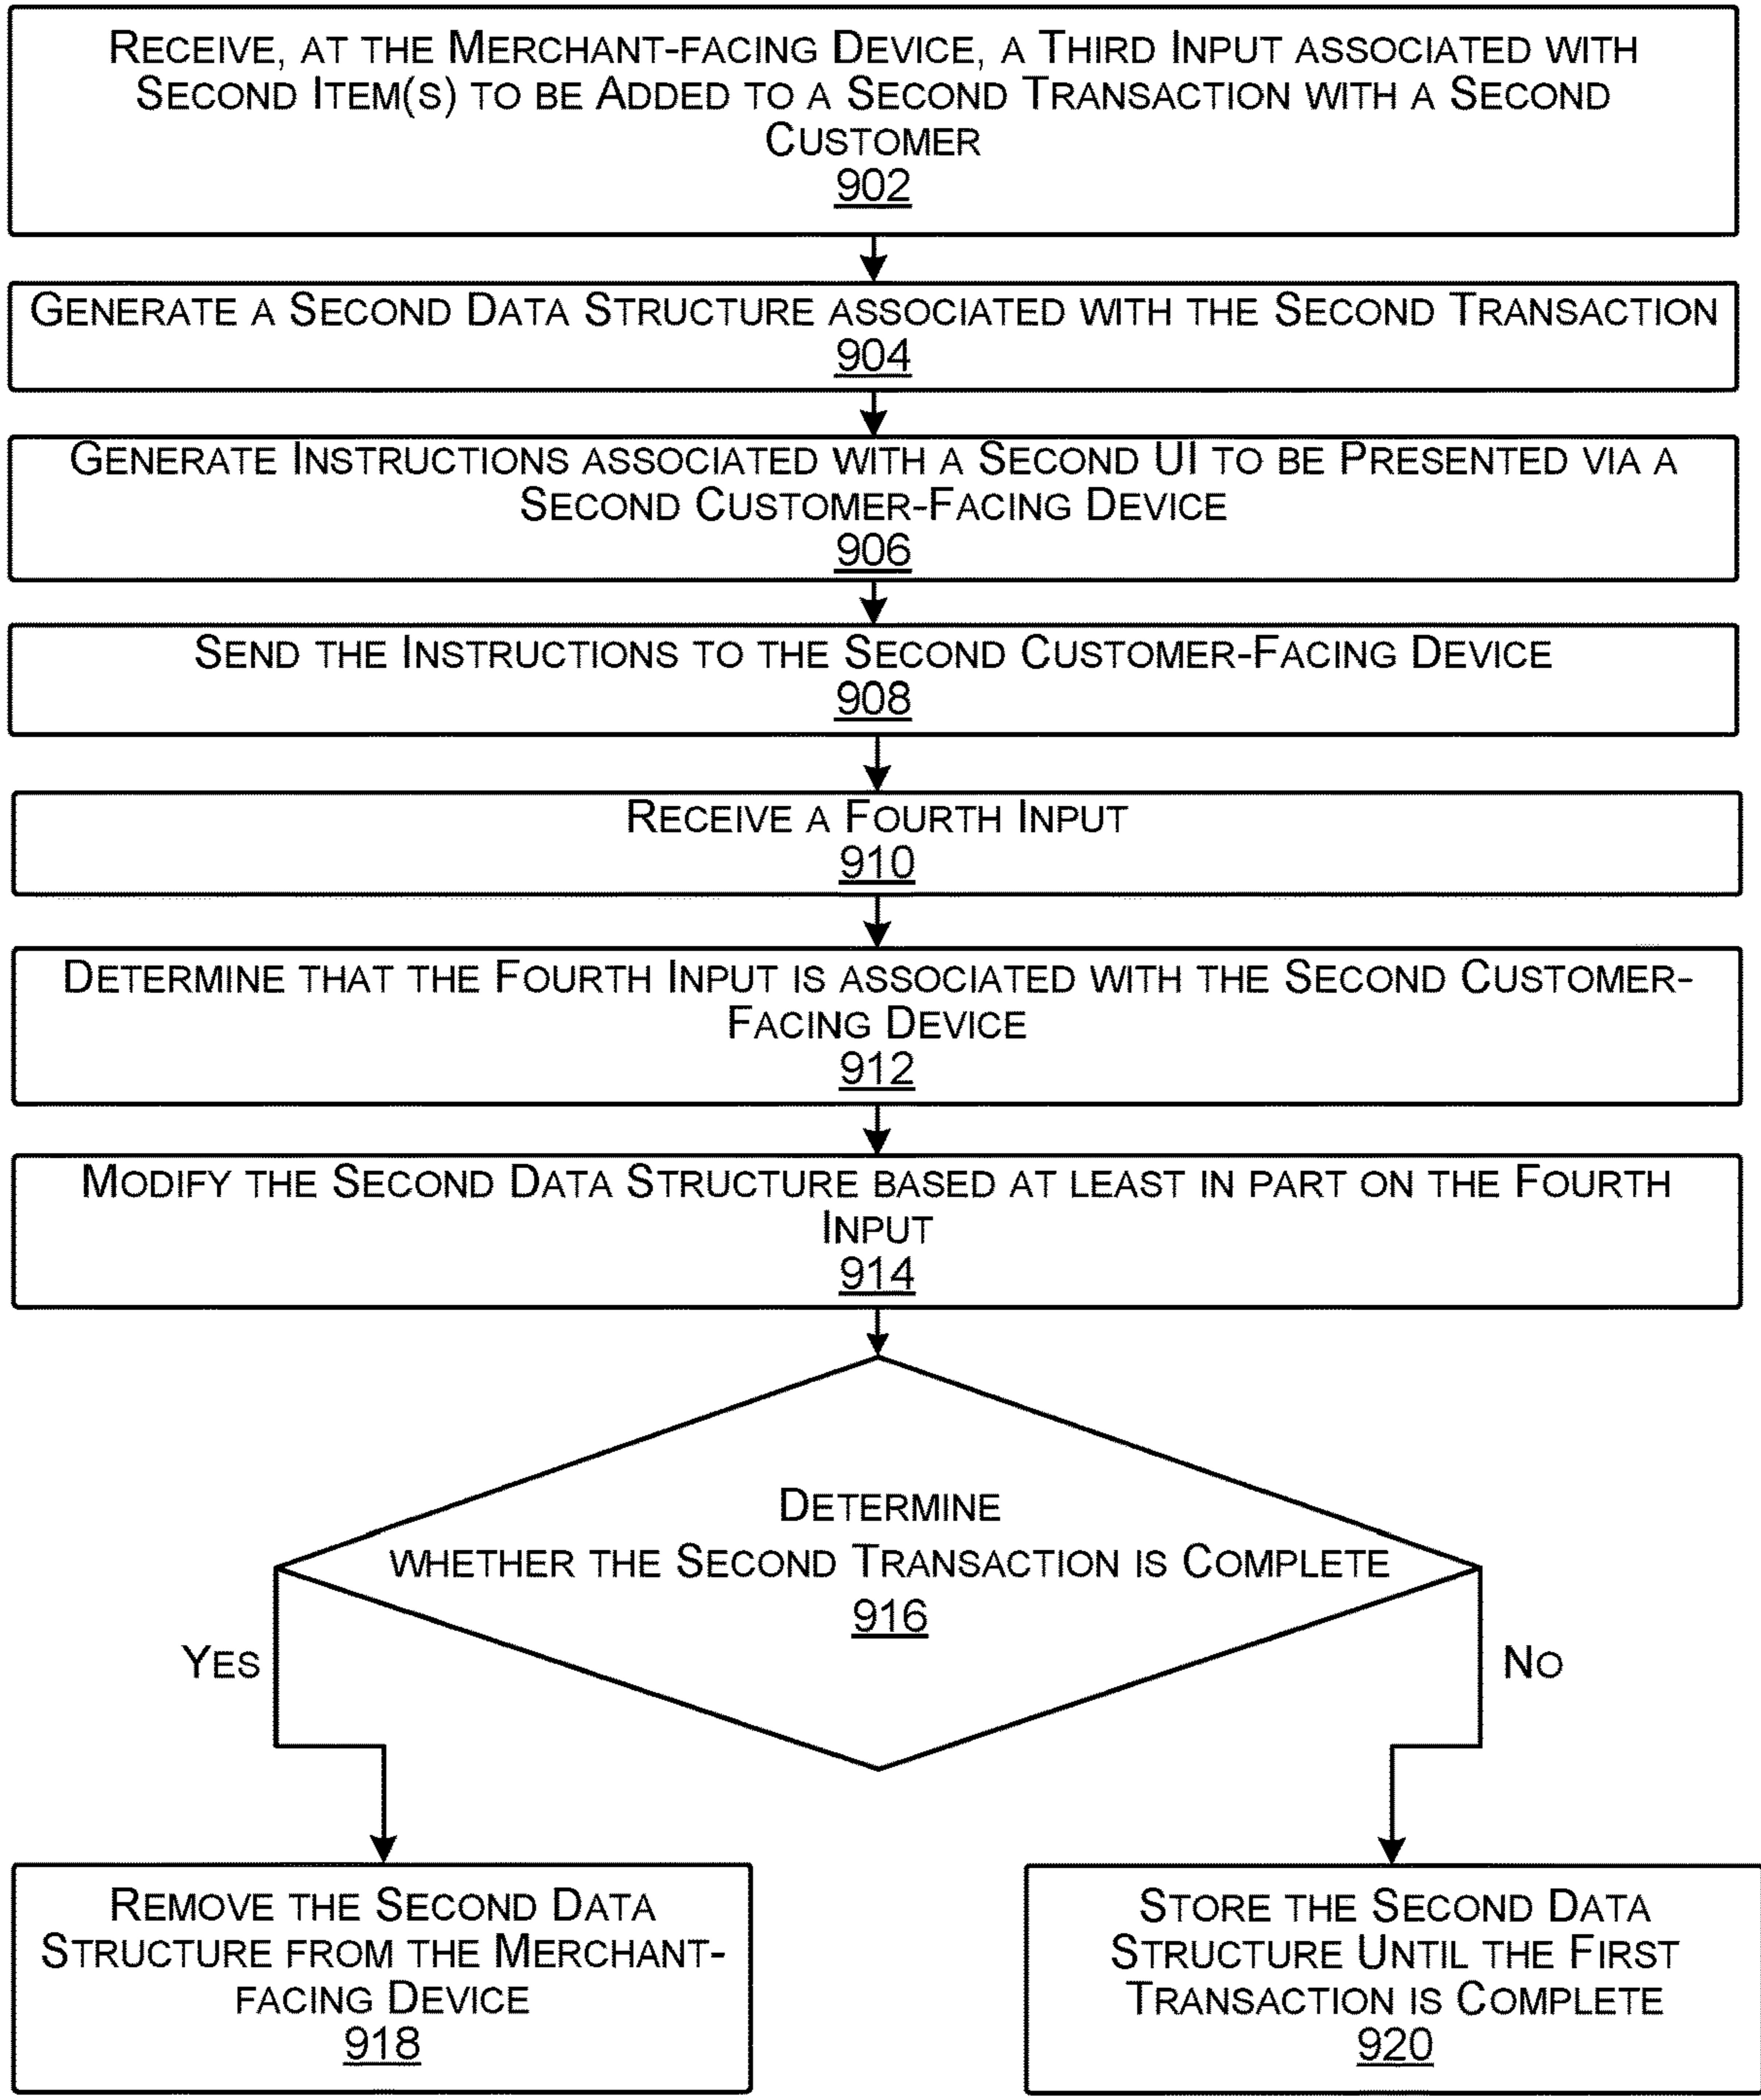 RECEIVE, AT THE MERCHANT-FACING DEVICE, A THIRD INPUT ASSOCIATED WITH
SECOND ITEM(S) TO BE ADDED TO A SECOND TRANSACTION WITH A SECOND
CUSTOMER
902
GENERATE A SECOND DATA STRUCTURE ASSOCIATED WITH THE SECOND TRANSACTION
904
GENERATE INSTRUCTIONS ASSOCIATED WITH A SECOND UI TO BE PRESENTED VIA A
SECOND CUSTOMER-FACING DEVICE
906
SEND THE INSTRUCTIONS TO THE SECOND CUSTOMER-FACING DEVICE
908
RECEIVE A FOURTH INPUT
910
DETERMINE THAT THE FOURTH INPUT IS ASSOCIATED WITH THE SECOND CUSTOMER-
FACING DEVICE
912
MODIFY THE SECOND DATA STRUCTURE BASED AT LEAST IN PART ON THE FOURTH
INPUT
914
DETERMINE
WHETHER THE SECOND TRANSACTION IS COMPLETE
916
YES
NO
REMOVE THE SECOND DATA
STRUCTURE FROM THE MERCHANT-
FACING DEVICE
918
STORE THE SECOND DATA
STRUCTURE UNTIL THE FIRST
TRANSACTION IS COMPLETE
920